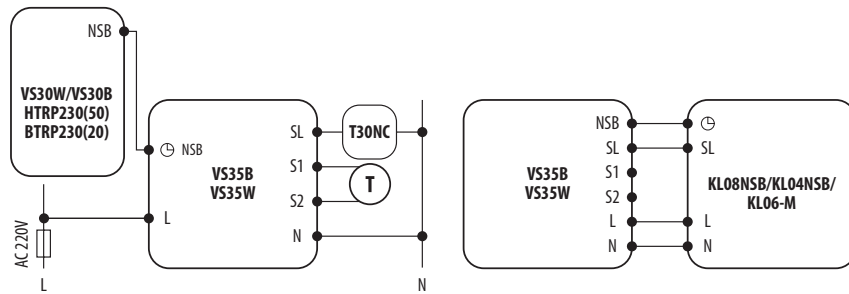 NSB
VS30W/VS30B
HTRP230(50)
BTRP230(20)
NSB
L
VS35B
VS35W
SL
S1
S2
N
T30NC
T
AC 220V
L
N
VS35B
VS35W
NSB
SL
S1
S2
L
N
SL
L
N
KL08NSB/KL04NSB/
KL06-M